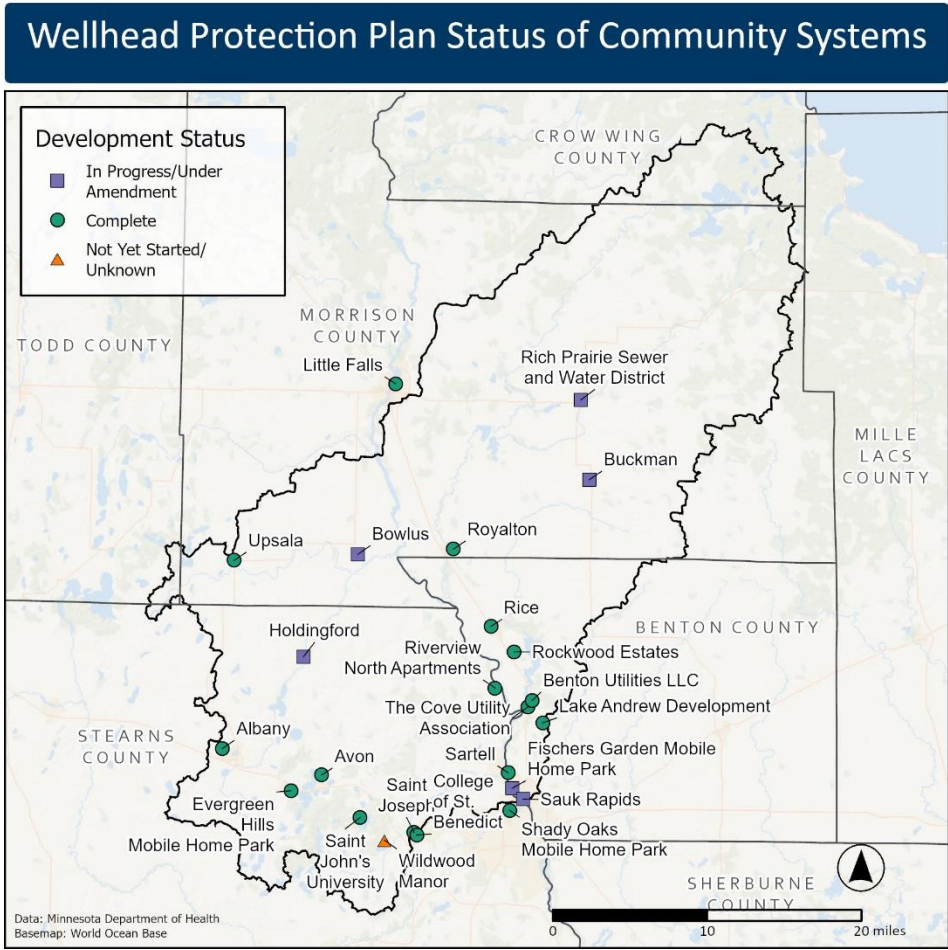 Wellhead Protection Plan Status of Community Systems
Development Status
In Progress/Under
Amendment
Complete
Not Yet Started/
Unknown
CROW WING
COUNTY
MORRISON
COUNTY
TODD COUNTY
Little Falls
Rich Prairie Sewer
and Water District
MILLE
LACS
COUNTY
Buckman
Upsala
Bowlus
Royalton
Rice
BENTON COUNTY
Holdingford
Riverview
North Apartments
Rockwood Estates
Benton Utilities LLC
The Cove Utility
Association
Lake Andrew Development
STEARNS
COUNTY
Albany
Avon
Sartell
Fischers Garden Mobile
Home Park
Evergreen
Hills
Mobile Home Park
Saint
Joseph
College
of St.
Benedict
Sauk Rapids
Saint
John's
University
Wildwood
Manor
Shady Oaks
Mobile Home Park
SHERBURNE
COUNTY
Data: Minnesota Department of Health
Basemap: World Ocean Base
0 10 20 miles